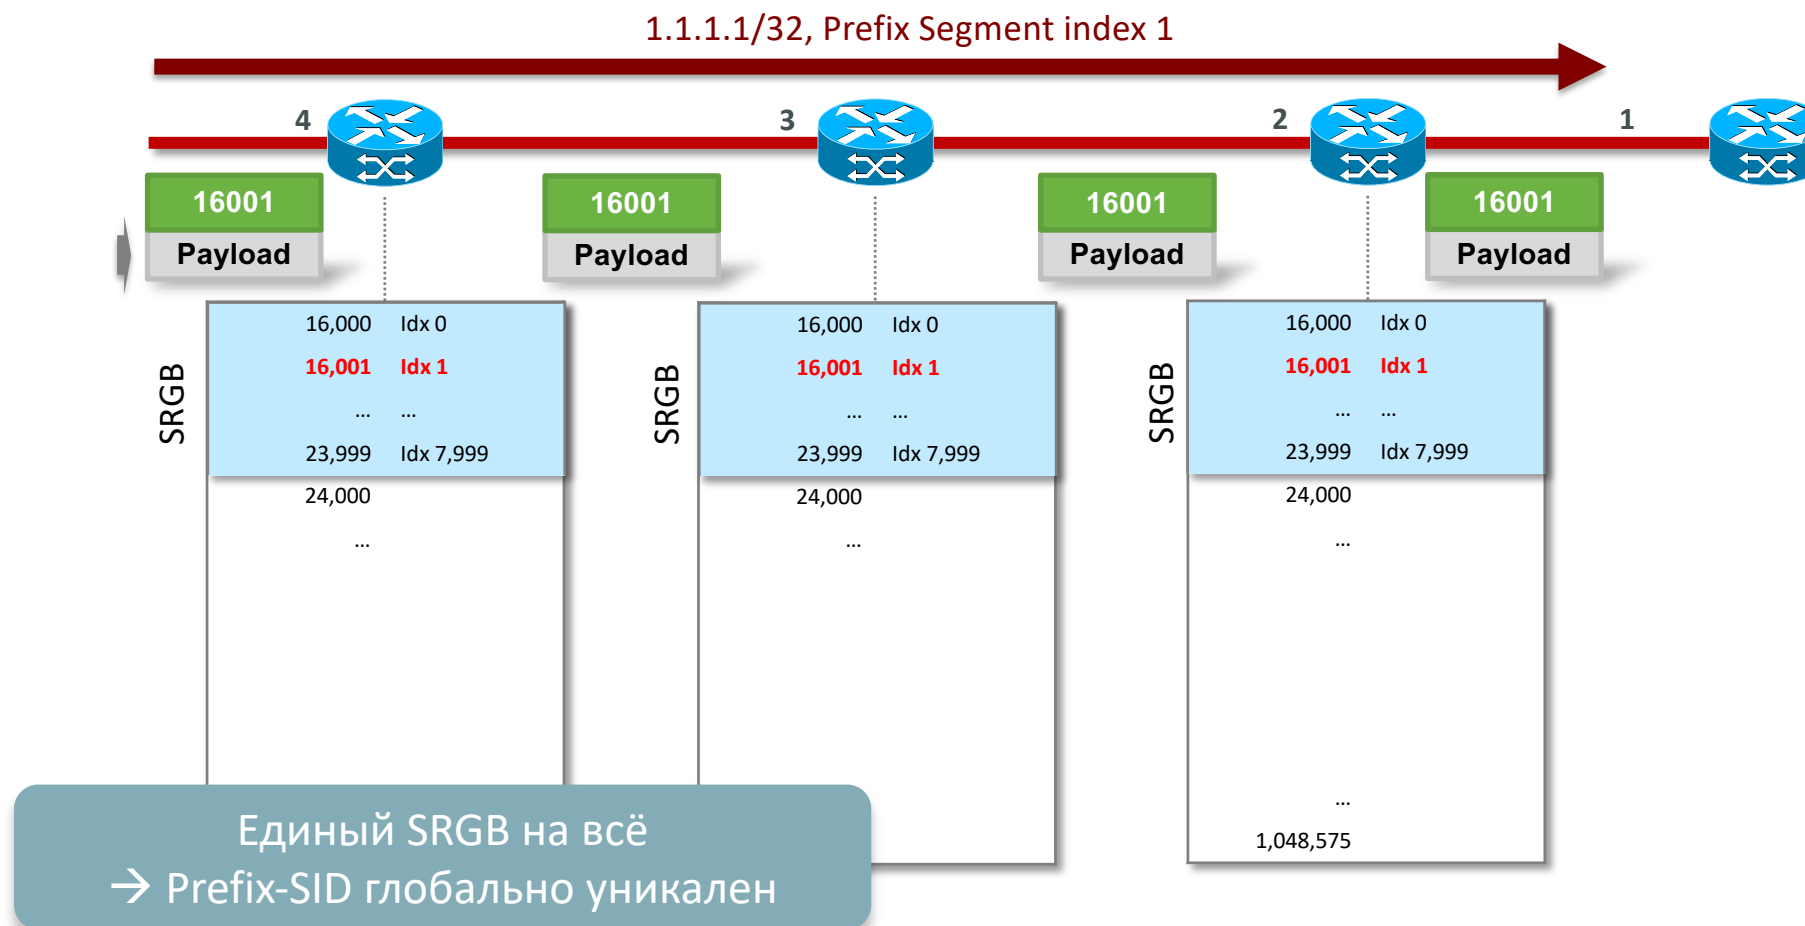 1.1.1.1/32, Prefix Segment index 1
4 3 2 1
16001 16001 16001 16001
Payload Payload Payload Payload
SRGB
16,000 Idx 0
16,001 Idx 1
... ...
23,999 Idx 7,999
24,000
...
SRGB
16,000 Idx 0
16,001 Idx 1
... ...
23,999 Idx 7,999
24,000
...
SRGB
16,000 Idx 0
16,001 Idx 1
... ...
23,999 Idx 7,999
24,000
...
...
1,048,575
Единый SRGB на всё
→ Prefix-SID глобально уникален